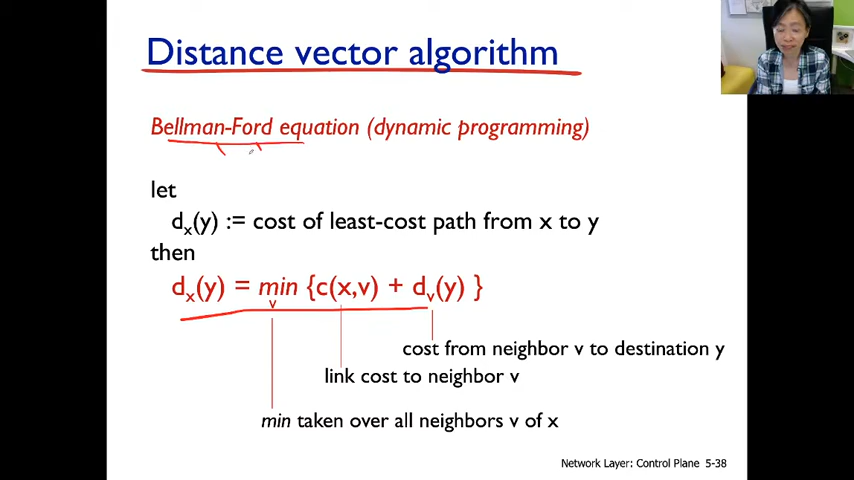 Distance vector algorithm
Bellman-Ford equation (dynamic programming)
let
dx(y) := cost of least-cost path from x to y
then
dx(y) = min {c(x,v) + dv(y) }
v
cost from neighbor v to destination y
link cost to neighbor v
min taken over all neighbors v of x
Network Layer: Control Plane 5-38